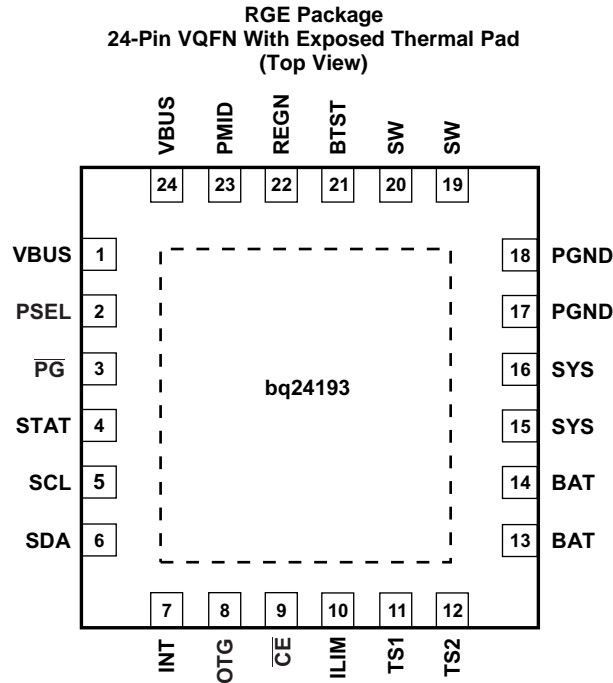 RGE Package
24-Pin VQFN With Exposed Thermal Pad
(Top View)
VBUS
PMID
REGN
BTST
SW
SW
24
23
22
21
20
19
VBUS 1
18 PGND
PSEL 2
17 PGND
P̅G̅ 3
16 SYS
bq24193
STAT 4
15 SYS
SCL 5
14 BAT
SDA 6
13 BAT
7
8
9
10
11
12
INT
OTG
C̅E̅
ILIM
TS1
TS2